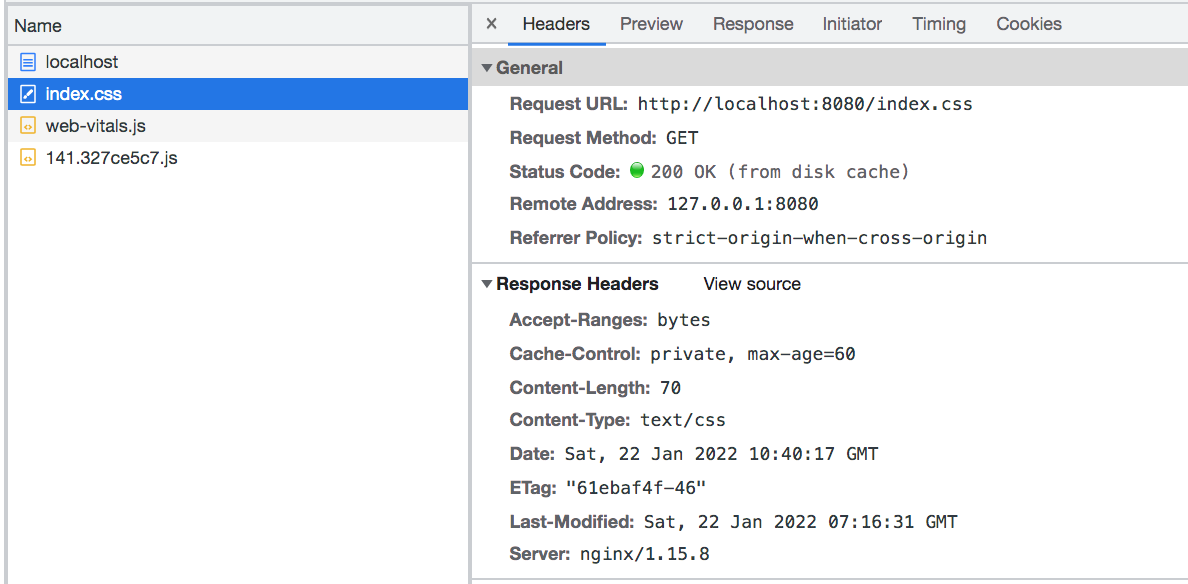 Name
localhost
index.css
web-vitals.js
141.327ce5c7.js
× Headers Preview Response Initiator Timing Cookies
▼ General
Request URL: http://localhost:8080/index.css
Request Method: GET
Status Code: 200 OK (from disk cache)
Remote Address: 127.0.0.1:8080
Referrer Policy: strict-origin-when-cross-origin
▼ Response Headers View source
Accept-Ranges: bytes
Cache-Control: private, max-age=60
Content-Length: 70
Content-Type: text/css
Date: Sat, 22 Jan 2022 10:40:17 GMT
ETag: "61ebaf4f-46"
Last-Modified: Sat, 22 Jan 2022 07:16:31 GMT
Server: nginx/1.15.8